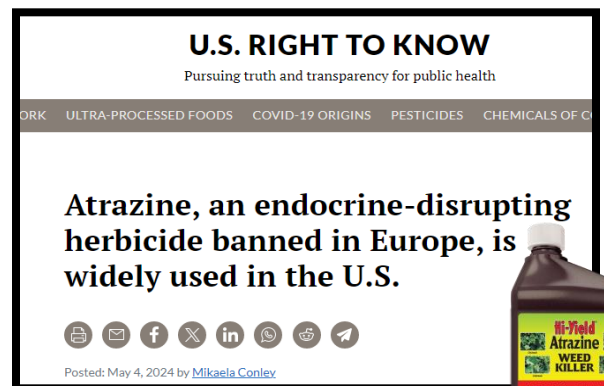 U.S. RIGHT TO KNOW
Pursuing truth and transparency for public health
ULTRA-PROCESSED FOODS COVID-19 ORIGINS PESTICIDES CHEMICALS OF
Atrazine, an endocrine-disrupting
herbicide banned in Europe, is
widely used in the U.S.
Posted: May 4, 2024 by Mikaela Conley
Hi-Yield
Atrazine
WEED
KILLER